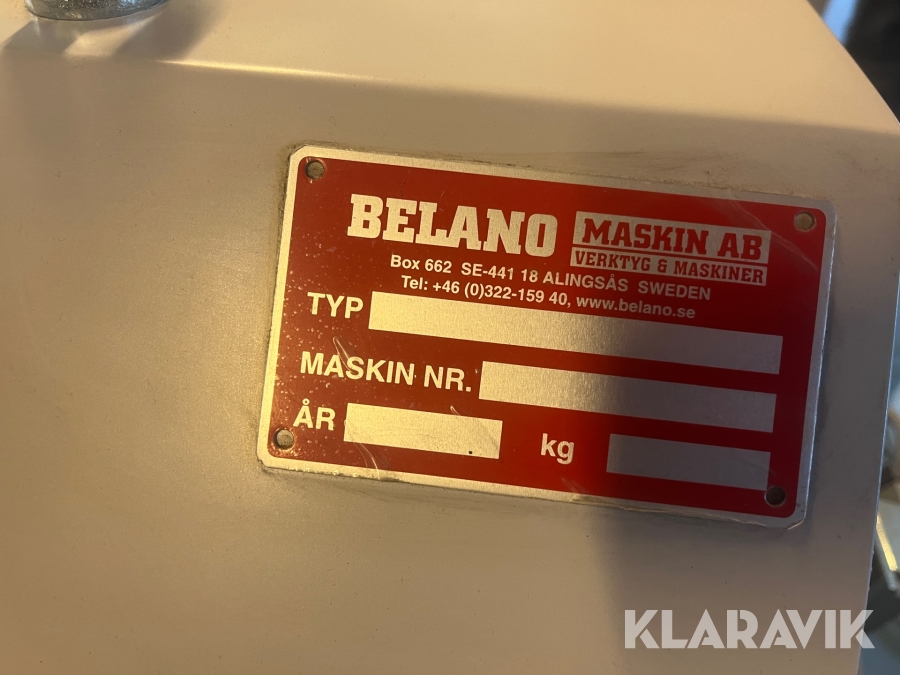 BELANO MASKIN AB
VERKTYG & MASKINER
Box 662 SE-441 18 ALINGSÅS SWEDEN
Tel: +46 (0)322-159 40, www.belano.se
TYP
MASKIN NR.
ÅR kg
KLARAVIK